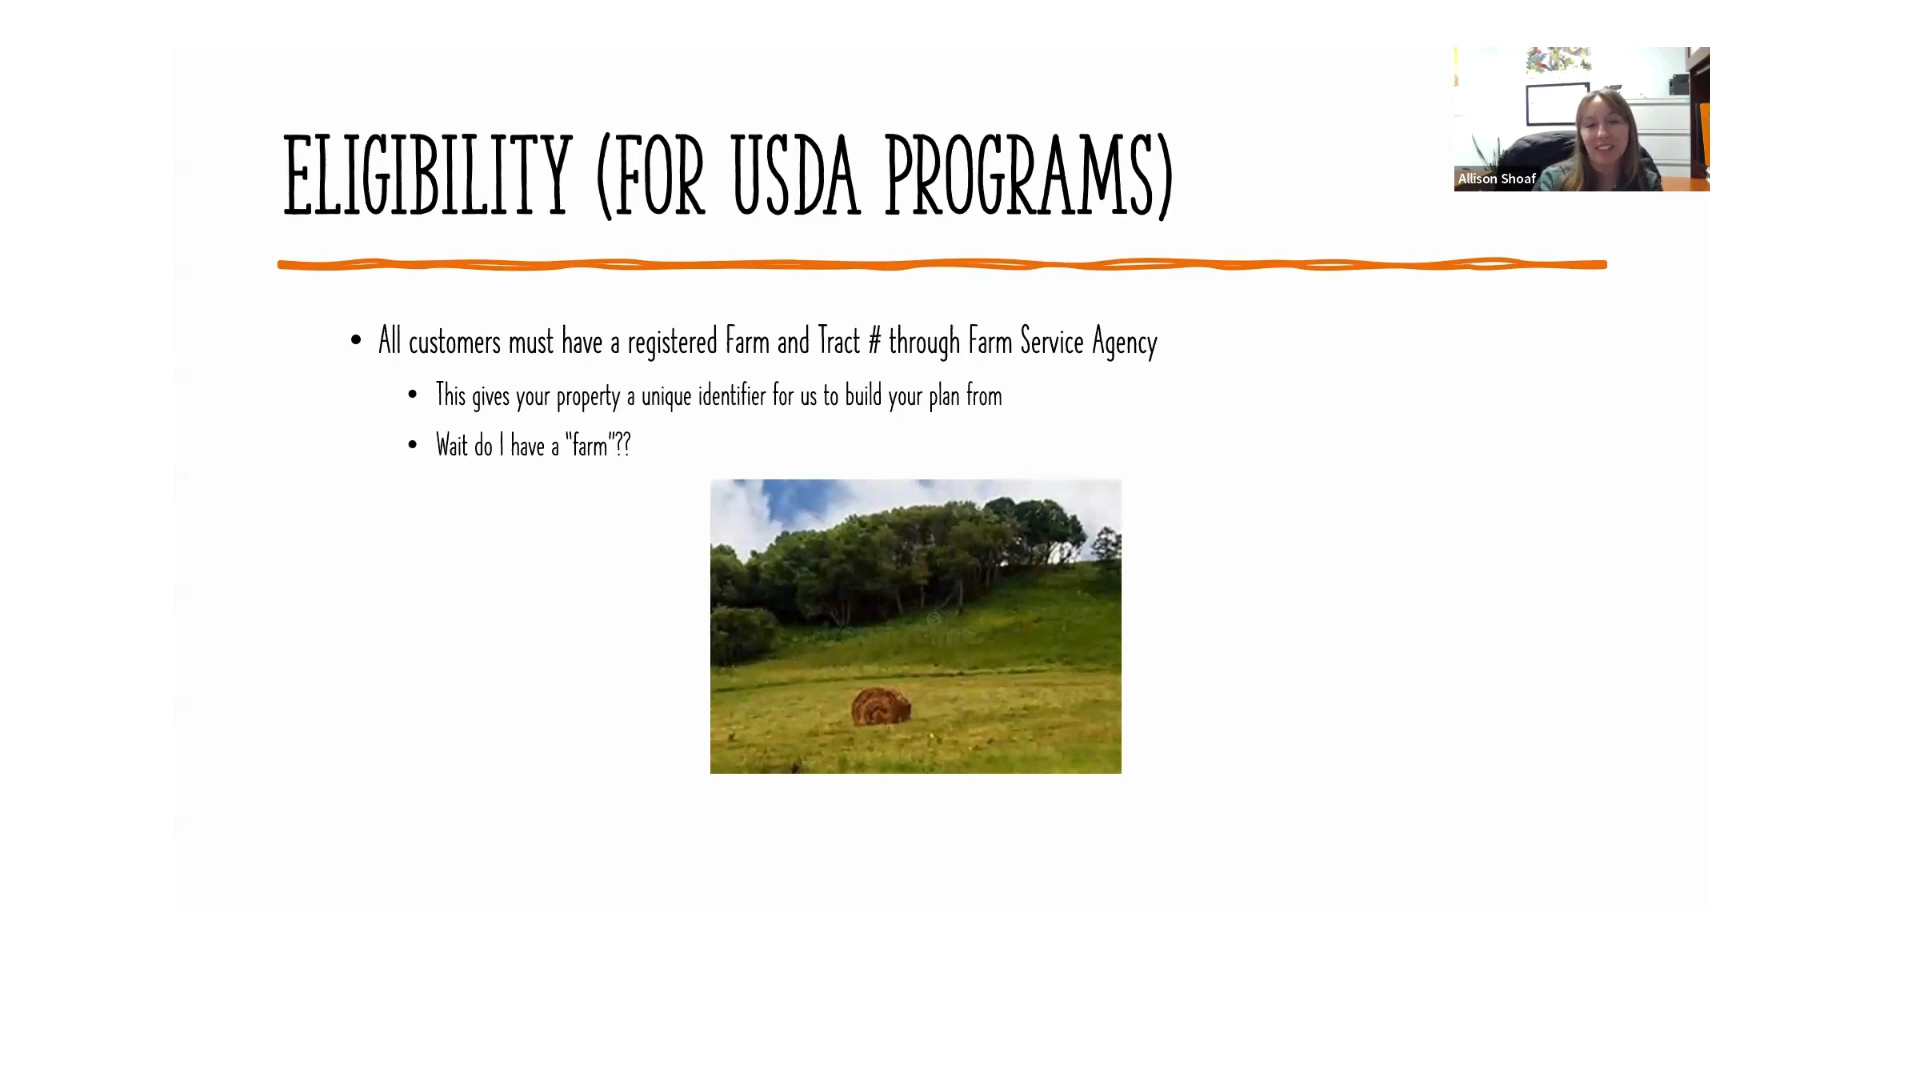 ELIGIBILITY (FOR USDA PROGRAMS)
Allison Shoaf
• All customers must have a registered Farm and Tract # through Farm Service Agency
• This gives your property a unique identifier for us to build your plan from
• Wait do I have a "farm"??